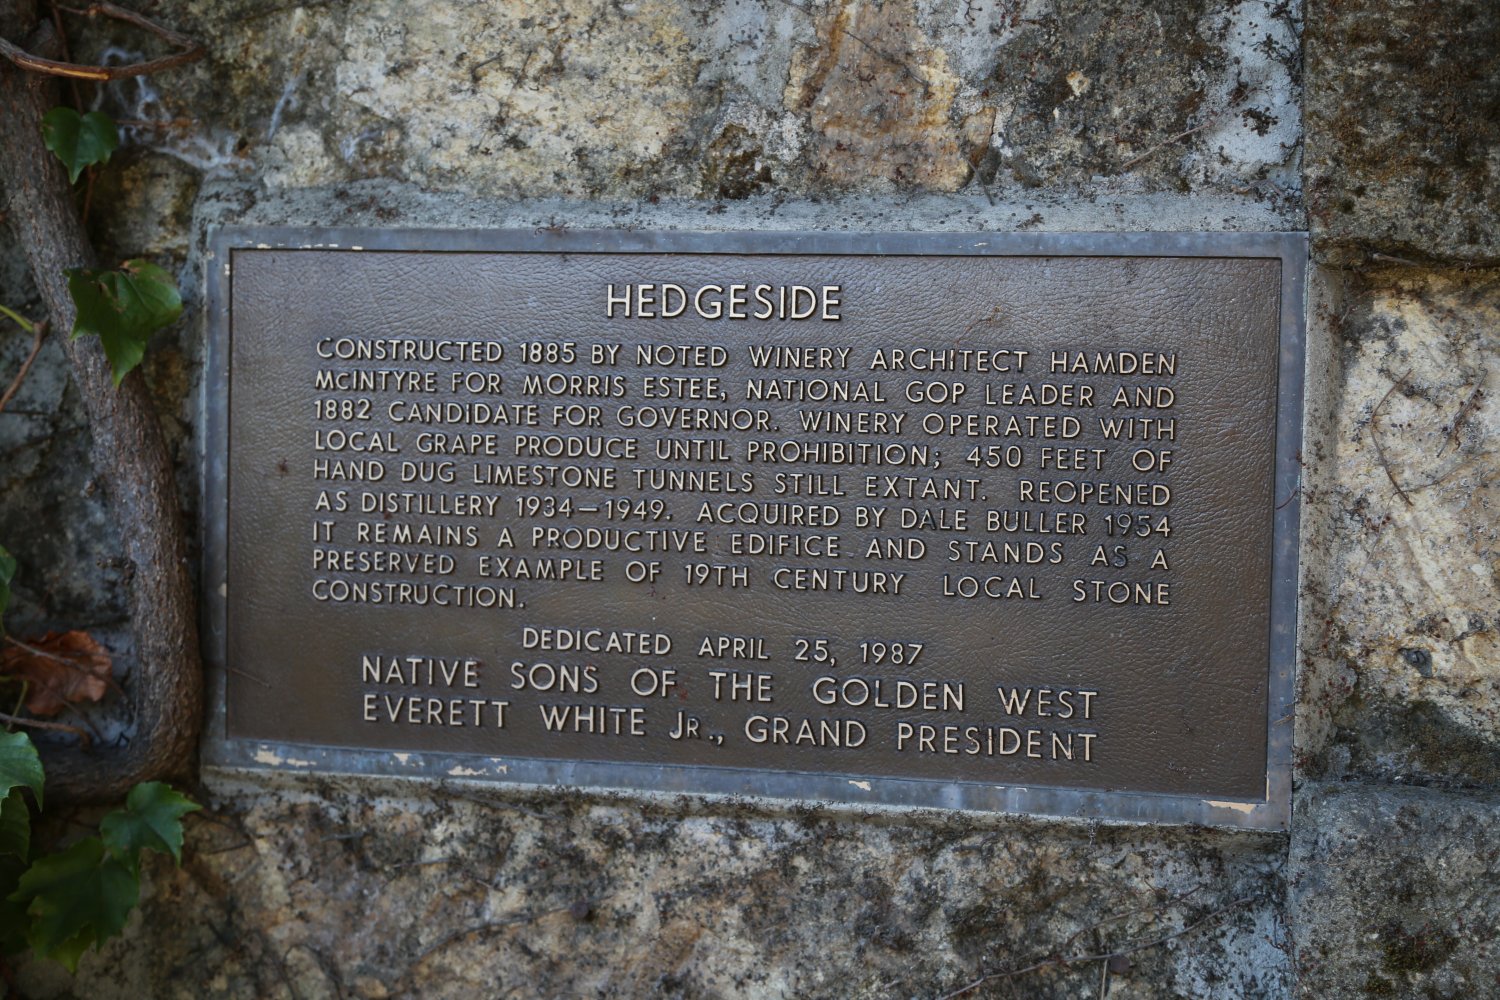 HEDGESIDE
CONSTRUCTED 1885 BY NOTED WINERY ARCHITECT HAMDEN
McINTYRE FOR MORRIS ESTEE, NATIONAL GOP LEADER AND
1882 CANDIDATE FOR GOVERNOR. WINERY OPERATED WITH
LOCAL GRAPE PRODUCE UNTIL PROHIBITION; 450 FEET OF
HAND DUG LIMESTONE TUNNELS STILL EXTANT. REOPENED
AS DISTILLERY 1934–1949. ACQUIRED BY DALE BULLER 1954
IT REMAINS A PRODUCTIVE EDIFICE AND STANDS AS A
PRESERVED EXAMPLE OF 19TH CENTURY LOCAL STONE
CONSTRUCTION.
DEDICATED APRIL 25, 1987
NATIVE SONS OF THE GOLDEN WEST
EVERETT WHITE JR., GRAND PRESIDENT